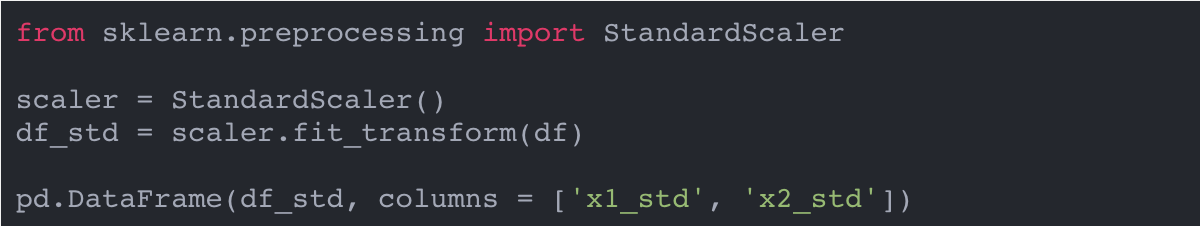 from sklearn.preprocessing import StandardScaler
scaler = StandardScaler()
df_std = scaler.fit_transform(df)
pd.DataFrame(df_std, columns = ['x1_std', 'x2_std'])